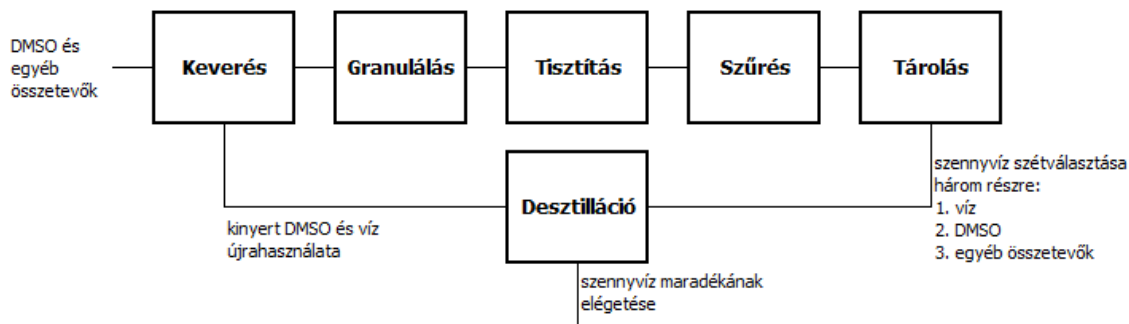 DMSO és
egyéb
összetevők
Keverés
Granulálás
Tisztítás
Szűrés
Tárolás
Desztilláció
szennyvíz szétválasztása
három részre:
1. víz
2. DMSO
3. egyéb összetevők
kinyert DMSO és víz
újrahasználata
szennyvíz maradékának
elégetése